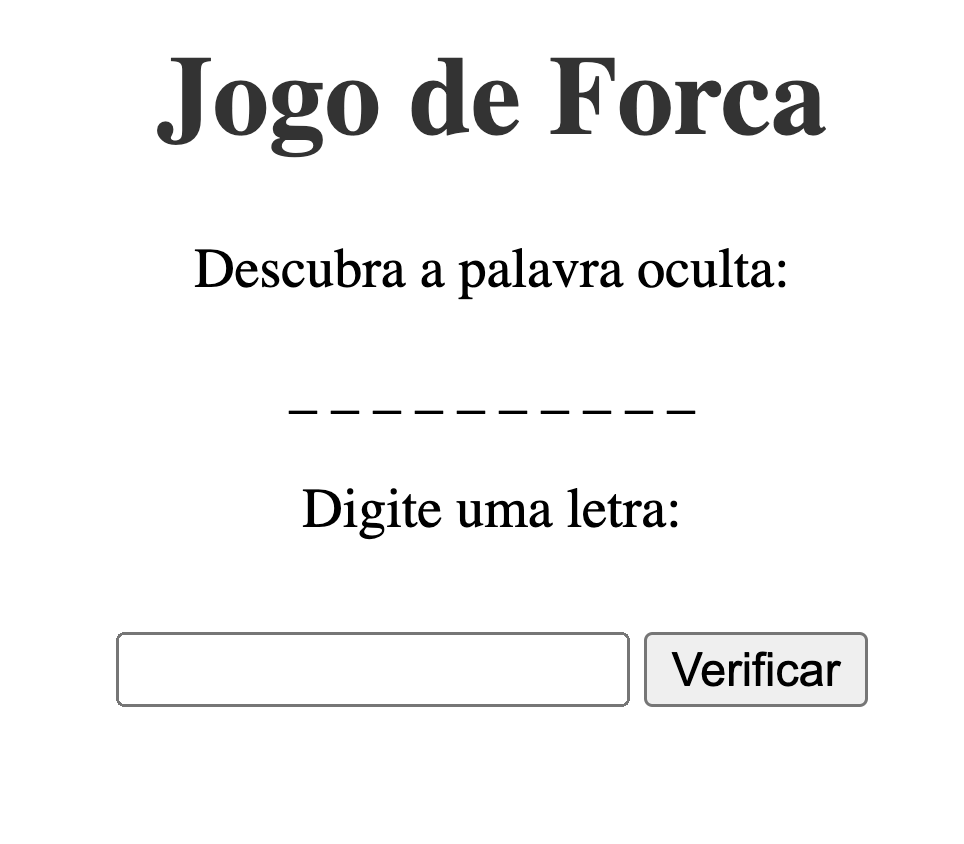 Jogo de Forca
Descubra a palavra oculta:
_ _ _ _ _ _ _ _ _ _
Digite uma letra:
Verificar